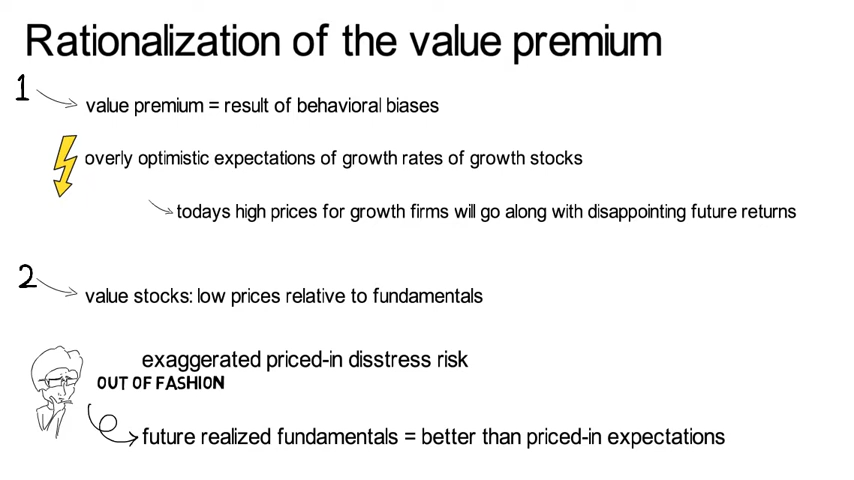 Rationalization of the value premium
1
value premium = result of behavioral biases
overly optimistic expectations of growth rates of growth stocks
todays high prices for growth firms will go along with disappointing future returns
2
value stocks: low prices relative to fundamentals
exaggerated priced-in disstress risk
OUT OF FASHION
future realized fundamentals = better than priced-in expectations